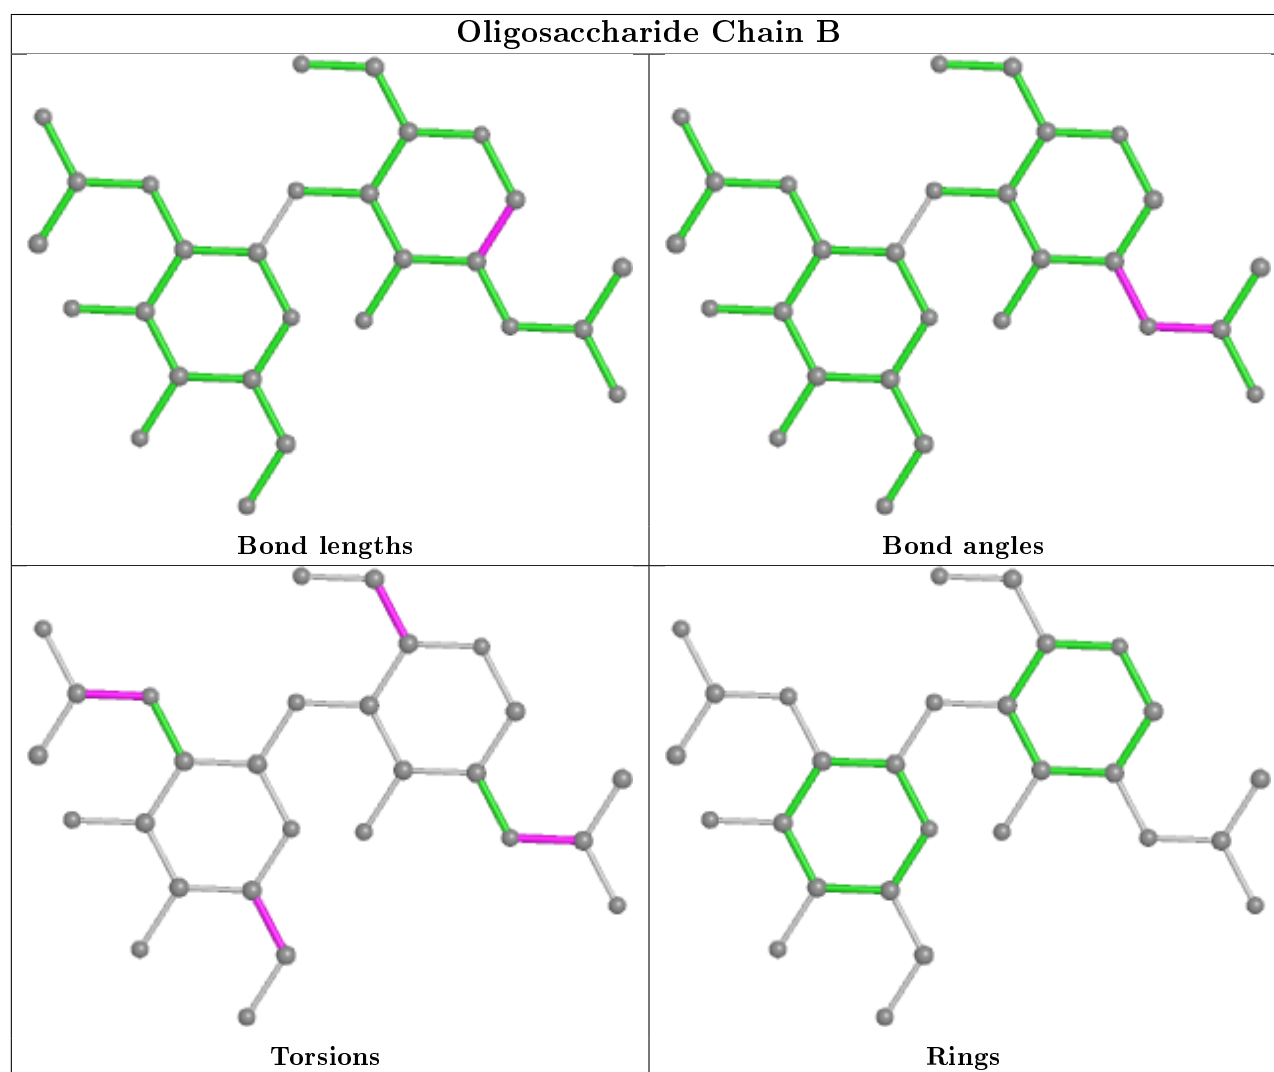 Oligosaccharide Chain B
Bond lengths
Bond angles
Torsions
Rings